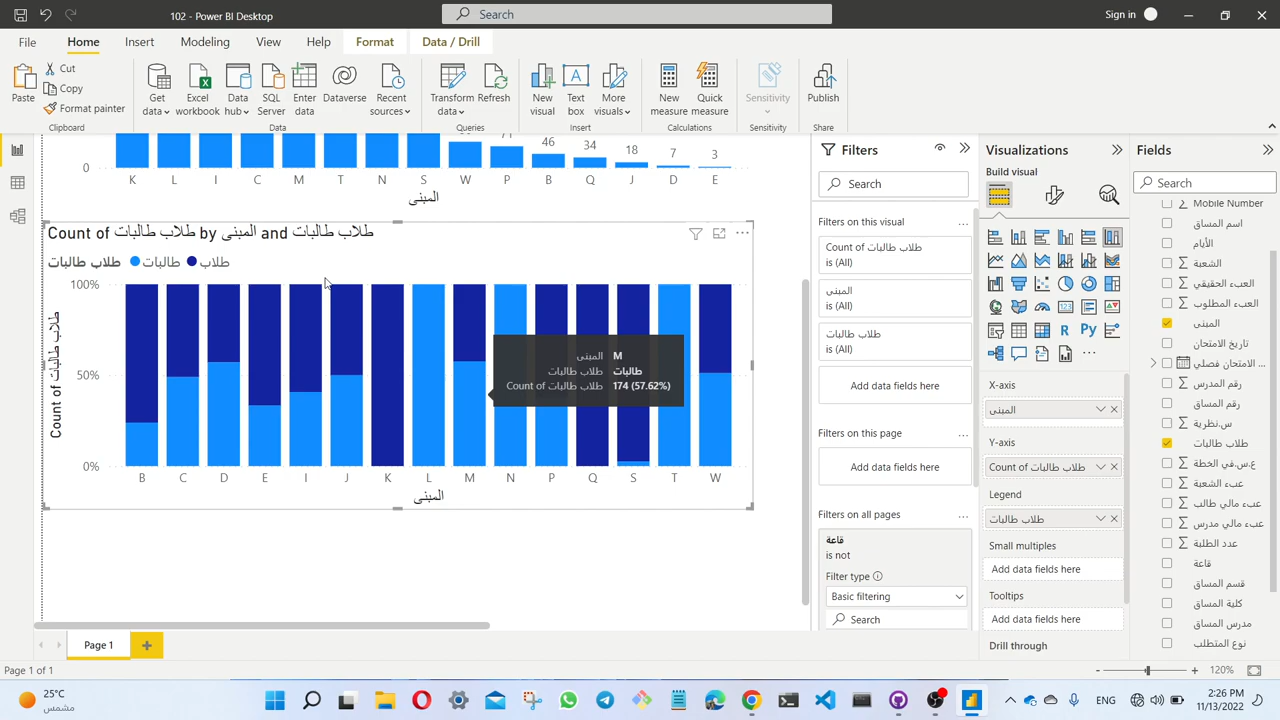 102 - Power BI Desktop
Search
Sign in
File
Home
Insert
Modeling
View
Help
Format
Data / Drill
Paste
Cut
Copy
Format painter
Clipboard
Get data
Excel workbook
Data hub
SQL Server
Enter data
Dataverse
Recent sources
Data
Transform data
Refresh
Queries
New visual
Text box
More visuals
Insert
New measure
Quick measure
Calculations
Sensitivity
Sensitivity
Publish
Share
46
34
18
7
3
0
K L I C M T N S W P B Q J D E
المبنى
Count of طلاب طالبات by المبنى and طلاب طالبات
طلاب طالبات
طالبات
طلاب
100%
50%
0%
Count of طلاب طالبات
B C D E I J K L M N P Q S T W
المبنى
المبنى M
طلاب طالبات طالبات
Count of طلاب طالبات 174 (57.62%)
Page 1
Page 1 of 1
Filters
Search
Filters on this visual
Count of طلاب طالبات
is (All)
المبنى
is (All)
طلاب طالبات
is (All)
Add data fields here
Filters on this page
Add data fields here
Filters on all pages
قاعة
is not
Filter type
Basic filtering
Search
Visualizations
Build visual
R
Py
X-axis
المبنى
Y-axis
Count of طلاب طالبات
Legend
طلاب طالبات
Small multiples
Add data fields here
Tooltips
Add data fields here
Drill through
Fields
Search
Mobile Number
اسم المساق
الأيام
الشعبة
العبء الحقيقي
العبء المطلوب
المبنى
تاريخ الامتحان
الامتحان فصلي ...
رقم المدرس
رقم المساق
س.نظرية
طلاب طالبات
ع.س.في الخطة
عبء الشعبة
عبء مالي طالب
عبء مالي مدرس
عدد الطلبة
قاعة
قسم المساق
كلية المساق
مدرس المساق
نوع المتطلب
120%
25°C
مشمس
ENG
2:26 PM
11/13/2022